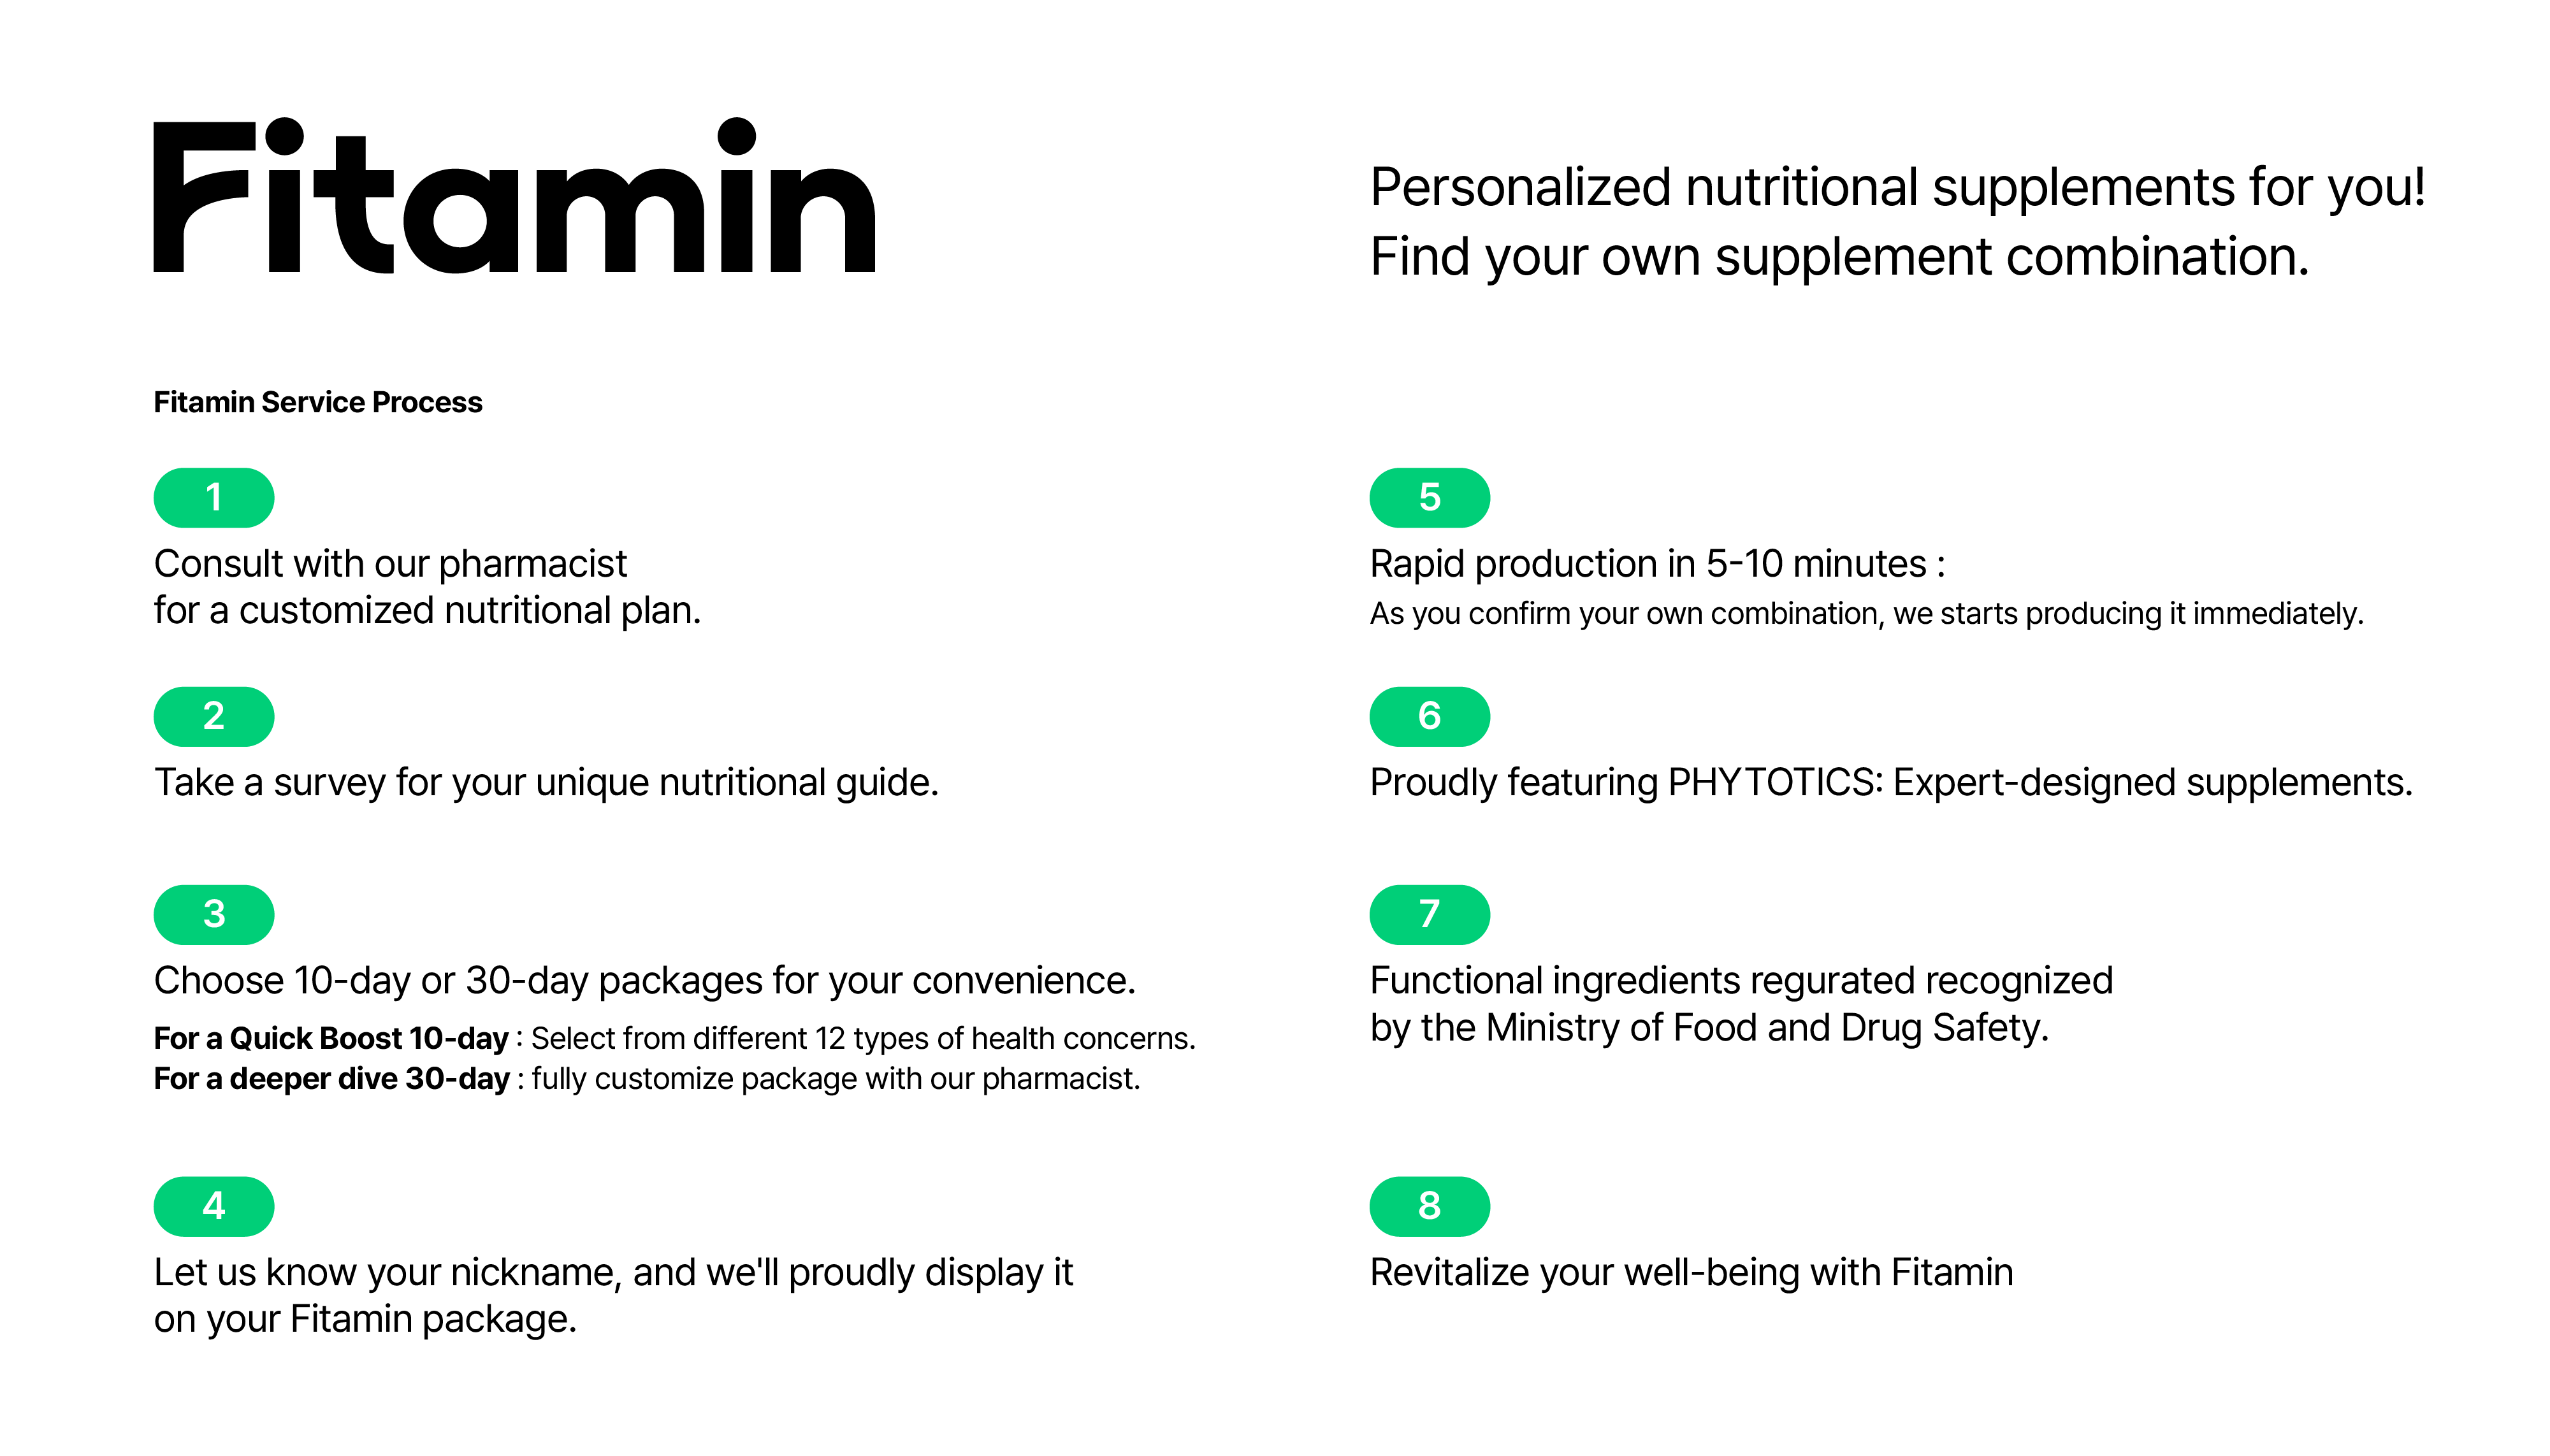 Fitamin
Personalized nutritional supplements for you!
Find your own supplement combination.
Fitamin Service Process
1
Consult with our pharmacist
for a customized nutritional plan.
2
Take a survey for your unique nutritional guide.
3
Choose 10-day or 30-day packages for your convenience.
For a Quick Boost 10-day : Select from different 12 types of health concerns.
For a deeper dive 30-day : fully customize package with our pharmacist.
4
Let us know your nickname, and we'll proudly display it
on your Fitamin package.
5
Rapid production in 5-10 minutes :
As you confirm your own combination, we starts producing it immediately.
6
Proudly featuring PHYTOTICS: Expert-designed supplements.
7
Functional ingredients regurated recognized
by the Ministry of Food and Drug Safety.
8
Revitalize your well-being with Fitamin